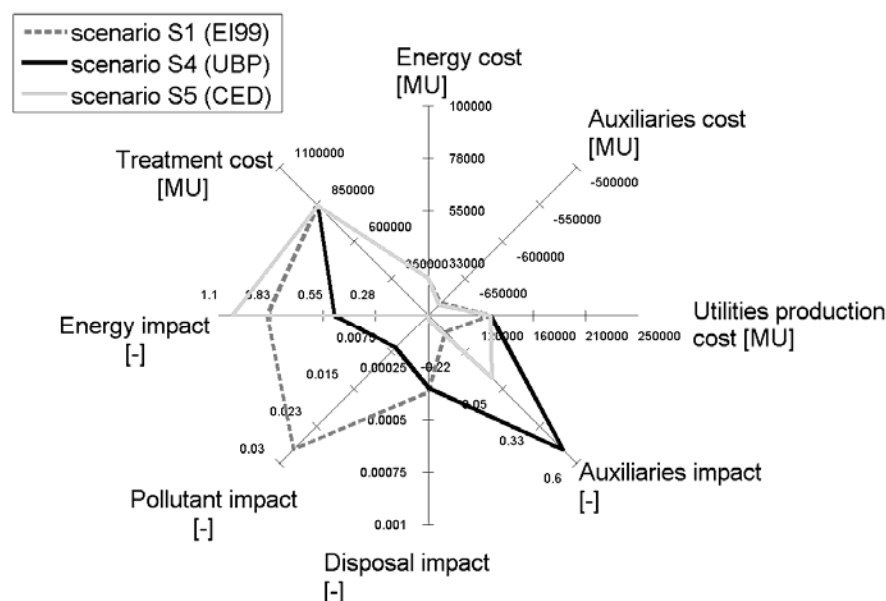 scenario S1 (EI99)
scenario S4 (UBP)
scenario S5 (CED)
Energy cost
[MU]
100000
78000
55000
33000
Auxiliaries cost
[MU]
-500000
-550000
-600000
-650000
Treatment cost
[MU]
1100000
850000
600000
350000
Utilities production
cost [MU]
160000
210000
250000
Energy impact
[-]
1.1
0.83
0.55
0.28
Pollutant impact
[-]
0.03
0.023
0.015
0.0075
Disposal impact
[-]
0.00025
0.0005
0.00075
0.001
Auxiliaries impact
[-]
-0.22
0.05
0.33
0.6